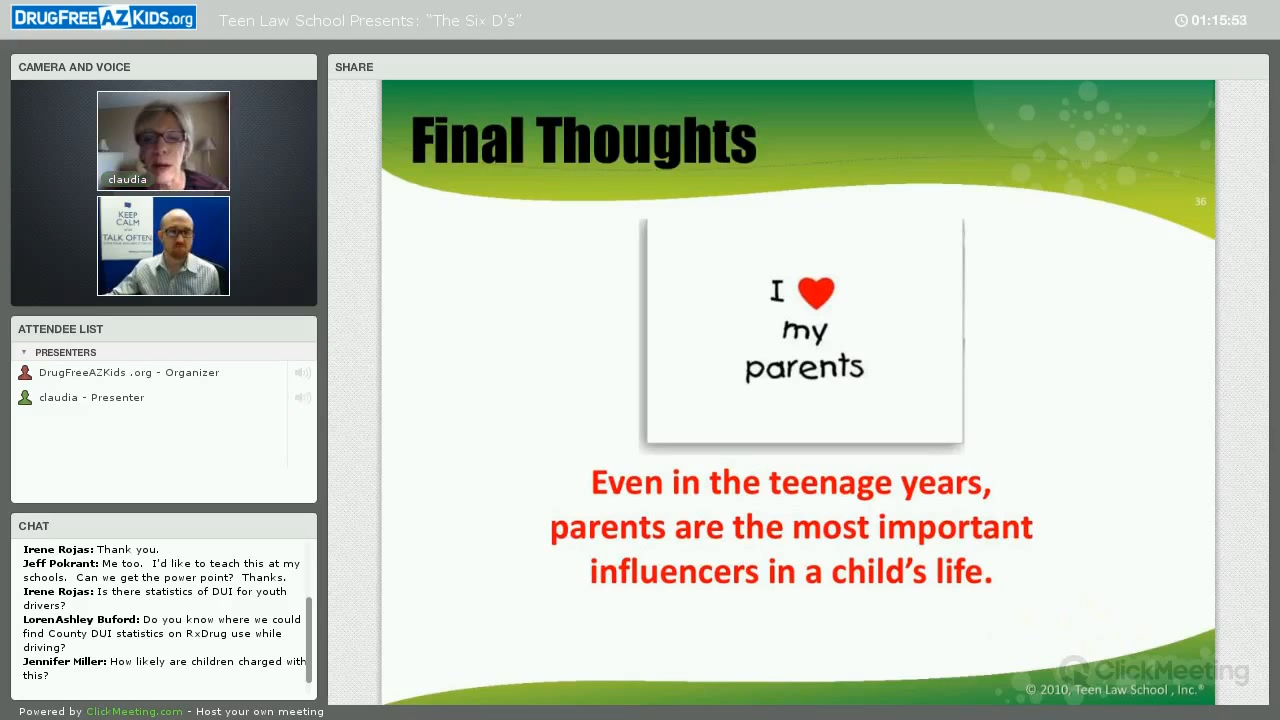 DRUGFREEAZKIDS.org
Teen Law School Presents: "The Six D's"
01:15:53
CAMERA AND VOICE
claudia
KEEP
CALM
AND
TALK OFTEN
ATTENDEE LIST
PRESENTERS
DrugFreeAZKids .org - Organizer
claudia - Presenter
CHAT
Irene Rojas: Thank you.
Jeff Pokrant: Me too. I'd like to teach this at my
schools. Can we get the power point? Thanks.
Irene Rojas: Is there statistics of DUI for youth
drivers?
LorenAshley Buford: Do you know where we could
find County DUI statistics on RxDrug use while
driving?
Jennifer Miller: How likely are children charged with
this?
SHARE
Final Thoughts
36
I ❤
my
parents
Even in the teenage years,
parents are the most important
influencers in a child's life.
ClickMeeting
© 2010, Teen Law School , Inc.®
Powered by ClickMeeting.com - Host your own meeting